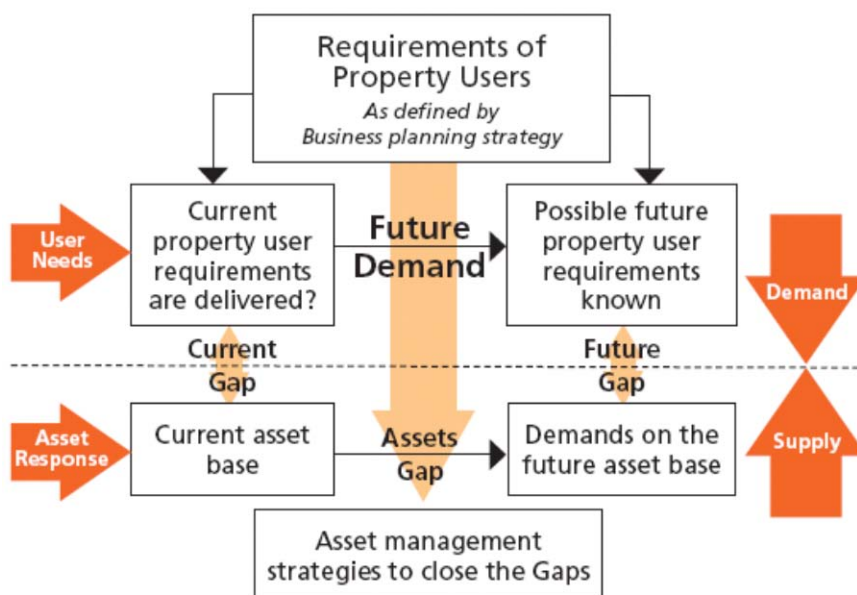 Requirements of
Property Users
As defined by
Business planning strategy
User
Needs
Current
property user
requirements
are delivered?
Future
Demand
Possible future
property user
requirements
known
Demand
Current
Gap
Future
Gap
Asset
Response
Current asset
base
Assets
Gap
Demands on the
future asset base
Supply
Asset management
strategies to close the Gaps